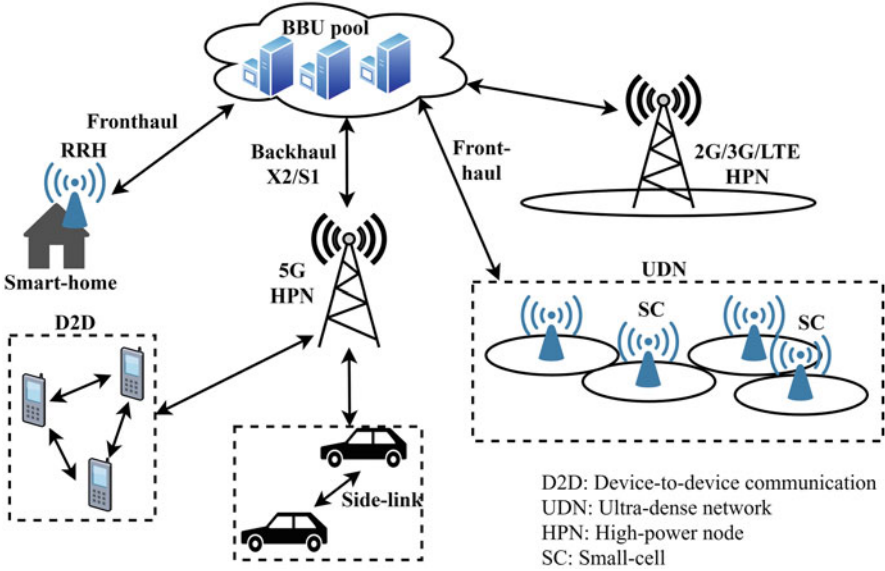 BBU pool
Fronthaul
RRH
Smart-home
Backhaul
X2/S1
Front-
haul
2G/3G/LTE
HPN
5G
HPN
UDN
SC
SC
D2D
Side-link
D2D: Device-to-device communication
UDN: Ultra-dense network
HPN: High-power node
SC: Small-cell